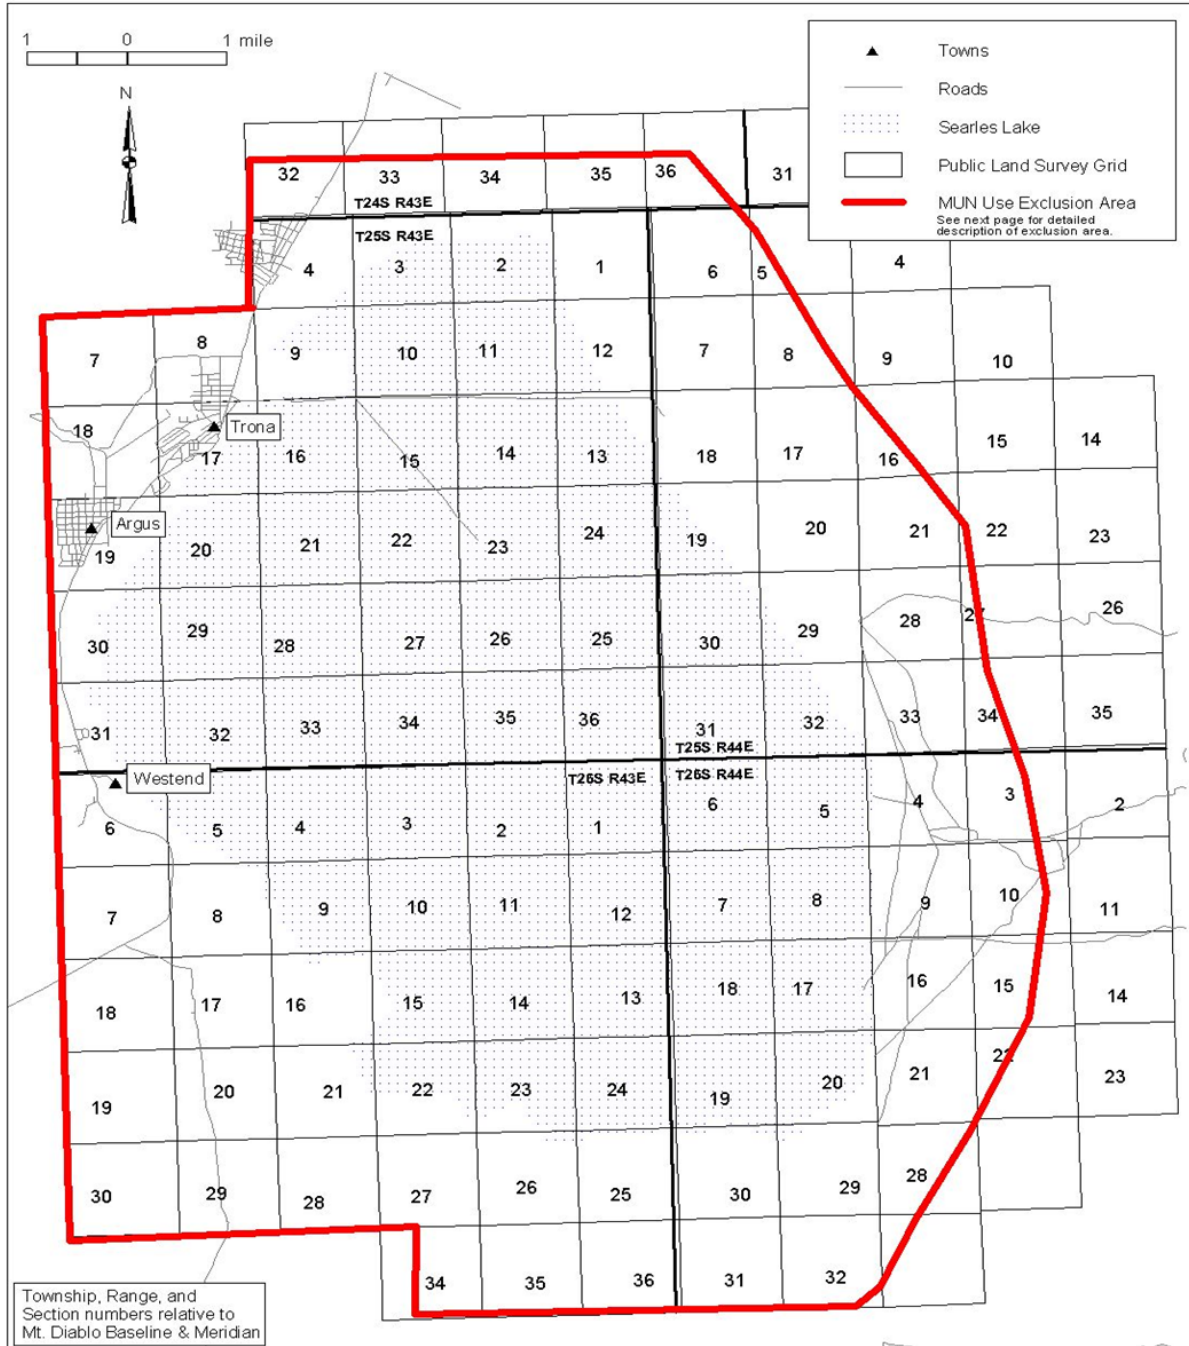 1 0 1 mile
N
Towns
Roads
Searles Lake
Public Land Survey Grid
MUN Use Exclusion Area
See next page for detailed
description of exclusion area.
32 33 34 35 36 31
T24S R43E
T25S R43E
4 3 2 1 6 5 4
7 8 9 10 11 12 7 8 9 10
18 Trona
17 16 15 14 13 18 17 16 15 14
Argus
19 20 21 22 23 24 19 20 21 22 23
30 29 28 27 26 25 30 29 28 27 26
31 32 33 34 35 36 31 32 33 34 35
T25S R44E
Westend
T26S R43E T26S R44E
6 5 4 3 2 1 6 5 4 3 2
7 8 9 10 11 12 7 8 9 10 11
18 17 16 15 14 13 18 17 16 15 14
19 20 21 22 23 24 19 20 21 22 23
30 29 28 27 26 25 30 29 28
34 35 36 31 32
Township, Range, and
Section numbers relative to
Mt. Diablo Baseline & Meridian